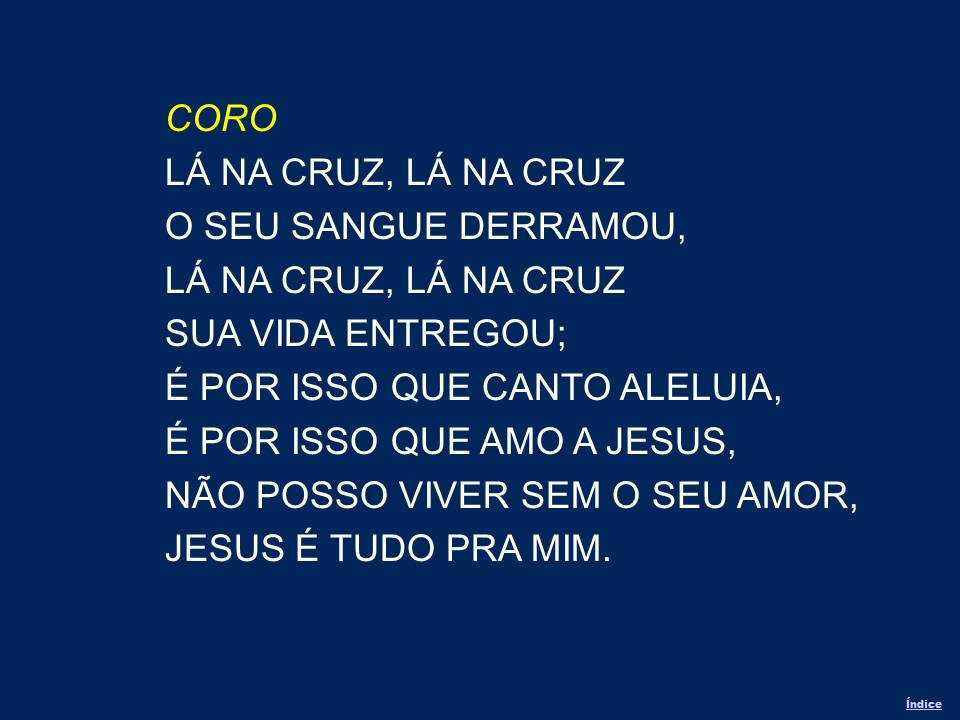 CORO
LÁ NA CRUZ, LÁ NA CRUZ
O SEU SANGUE DERRAMOU,
LÁ NA CRUZ, LÁ NA CRUZ
SUA VIDA ENTREGOU;
É POR ISSO QUE CANTO ALELUIA,
É POR ISSO QUE AMO A JESUS,
NÃO POSSO VIVER SEM O SEU AMOR,
JESUS É TUDO PRA MIM.
Índice